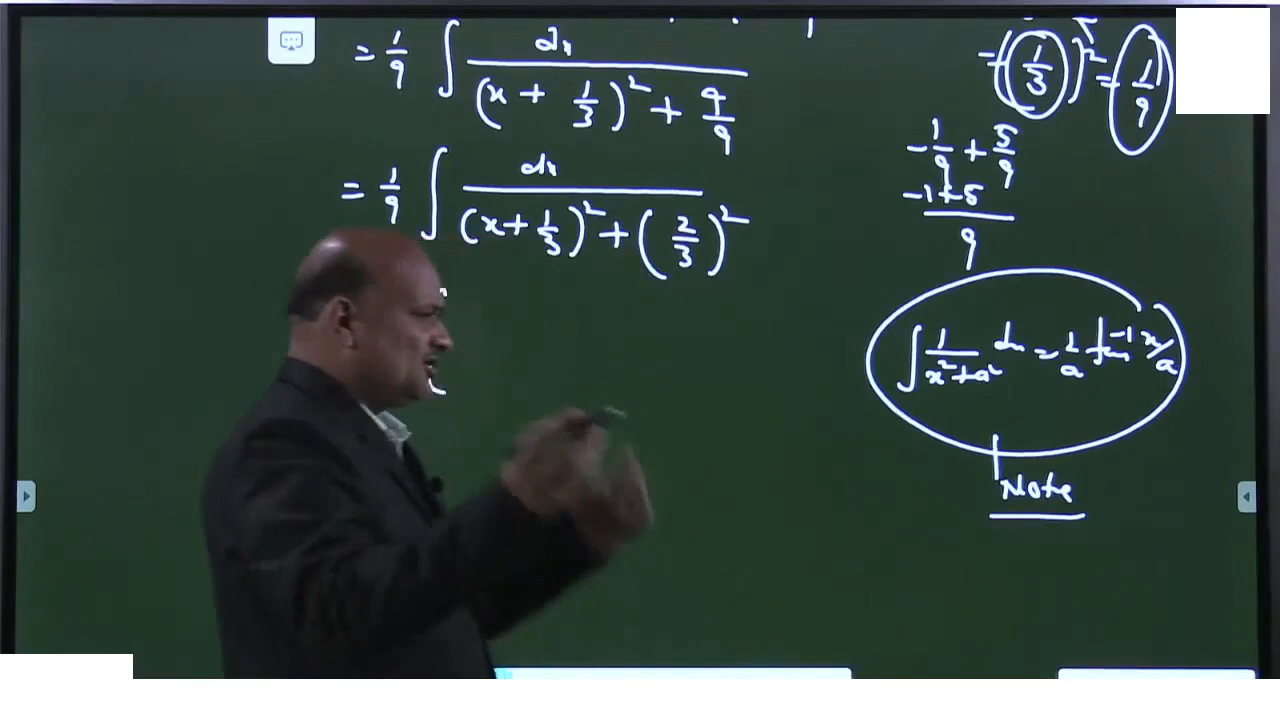 = 1/9 ∫ dx / (x + 1/3)² + 4/9
= 1/9 ∫ dx / (x + 1/3)² + (2/3)²
(1/3)² = 1/9
-1/9 + 5/9
-1+5 / 9
∫ 1/x²+a² dx = 1/a tan⁻¹ x/a
Note